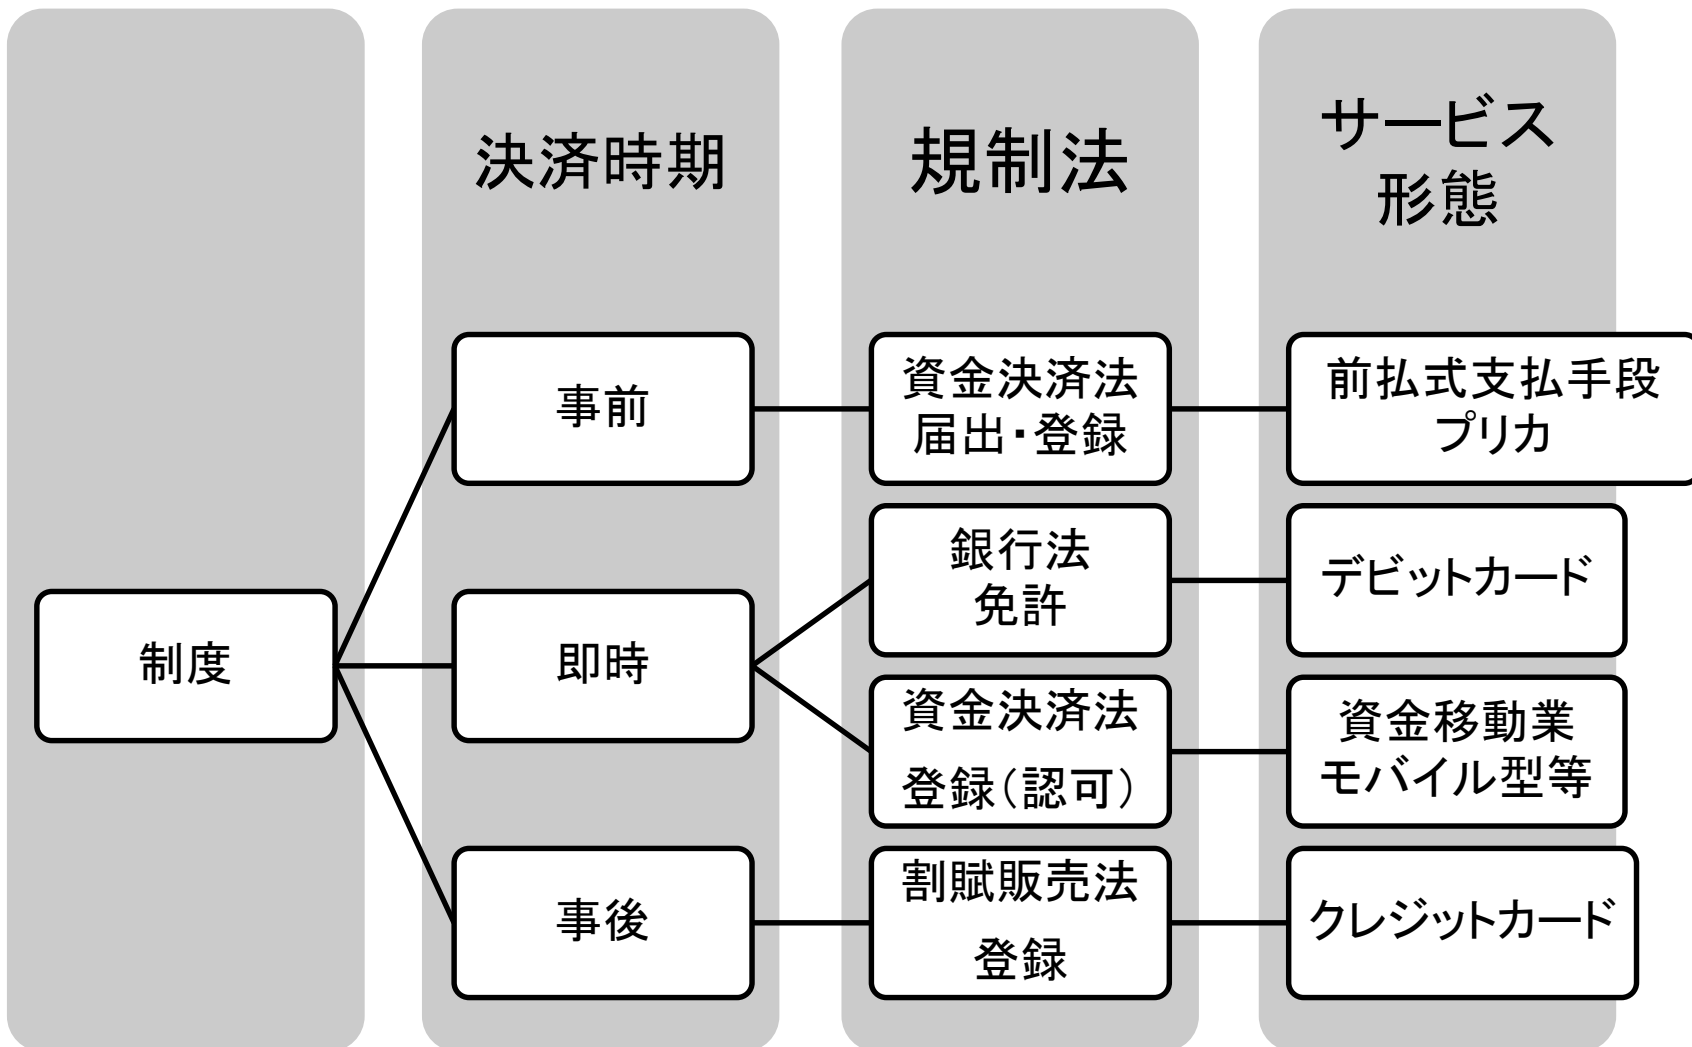 決済時期
規制法
サービス
形態
制度
事前
資金決済法
届出・登録
前払式支払手段
プリカ
即時
銀行法
免許
デビットカード
資金決済法
登録(認可)
資金移動業
モバイル型等
事後
割賦販売法
登録
クレジットカード